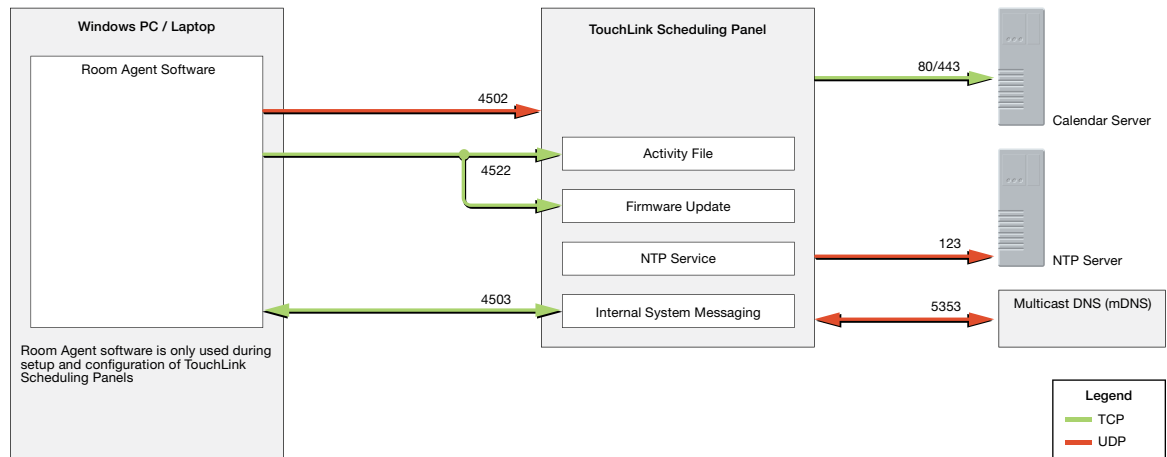 Windows PC / Laptop
Room Agent Software
Room Agent software is only used during
setup and configuration of TouchLink
Scheduling Panels
4502
4522
4503
TouchLink Scheduling Panel
Activity File
Firmware Update
NTP Service
Internal System Messaging
80/443
Calendar Server
123
NTP Server
5353
Multicast DNS (mDNS)
Legend
TCP
UDP